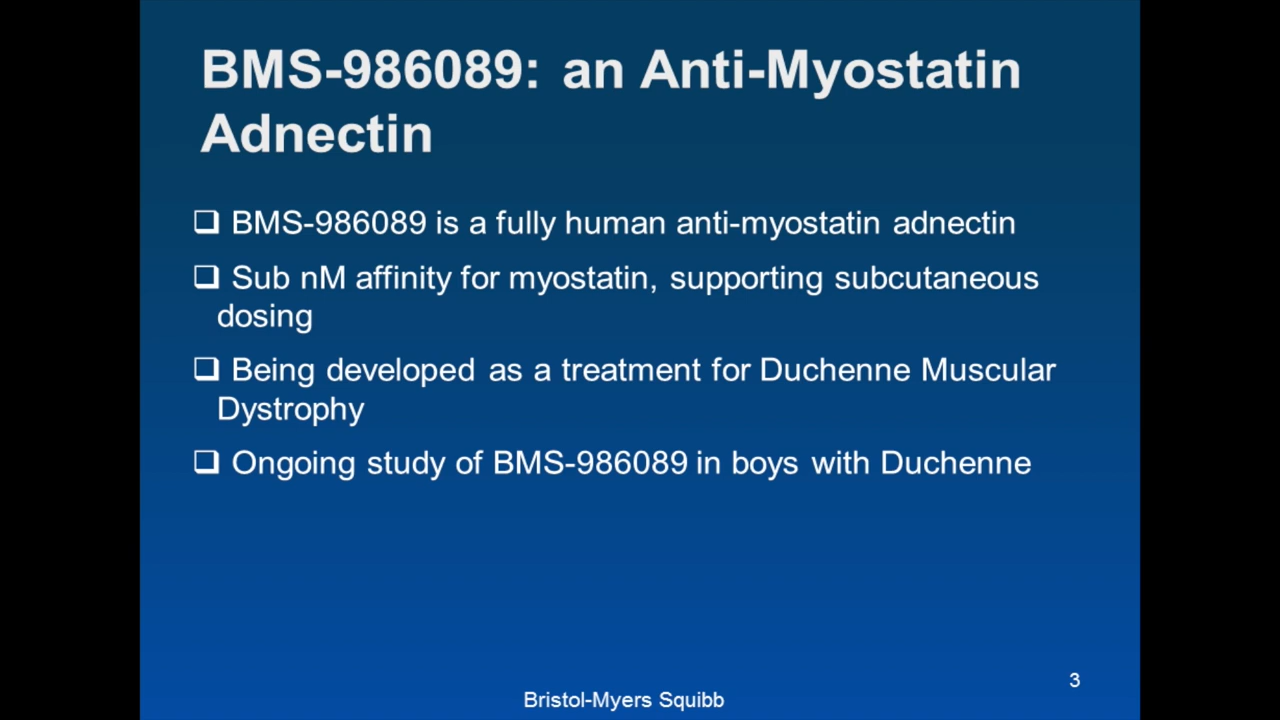 BMS-986089: an Anti-Myostatin
Adnectin
❑ BMS-986089 is a fully human anti-myostatin adnectin
❑ Sub nM affinity for myostatin, supporting subcutaneous
dosing
❑ Being developed as a treatment for Duchenne Muscular
Dystrophy
❑ Ongoing study of BMS-986089 in boys with Duchenne
3
Bristol-Myers Squibb